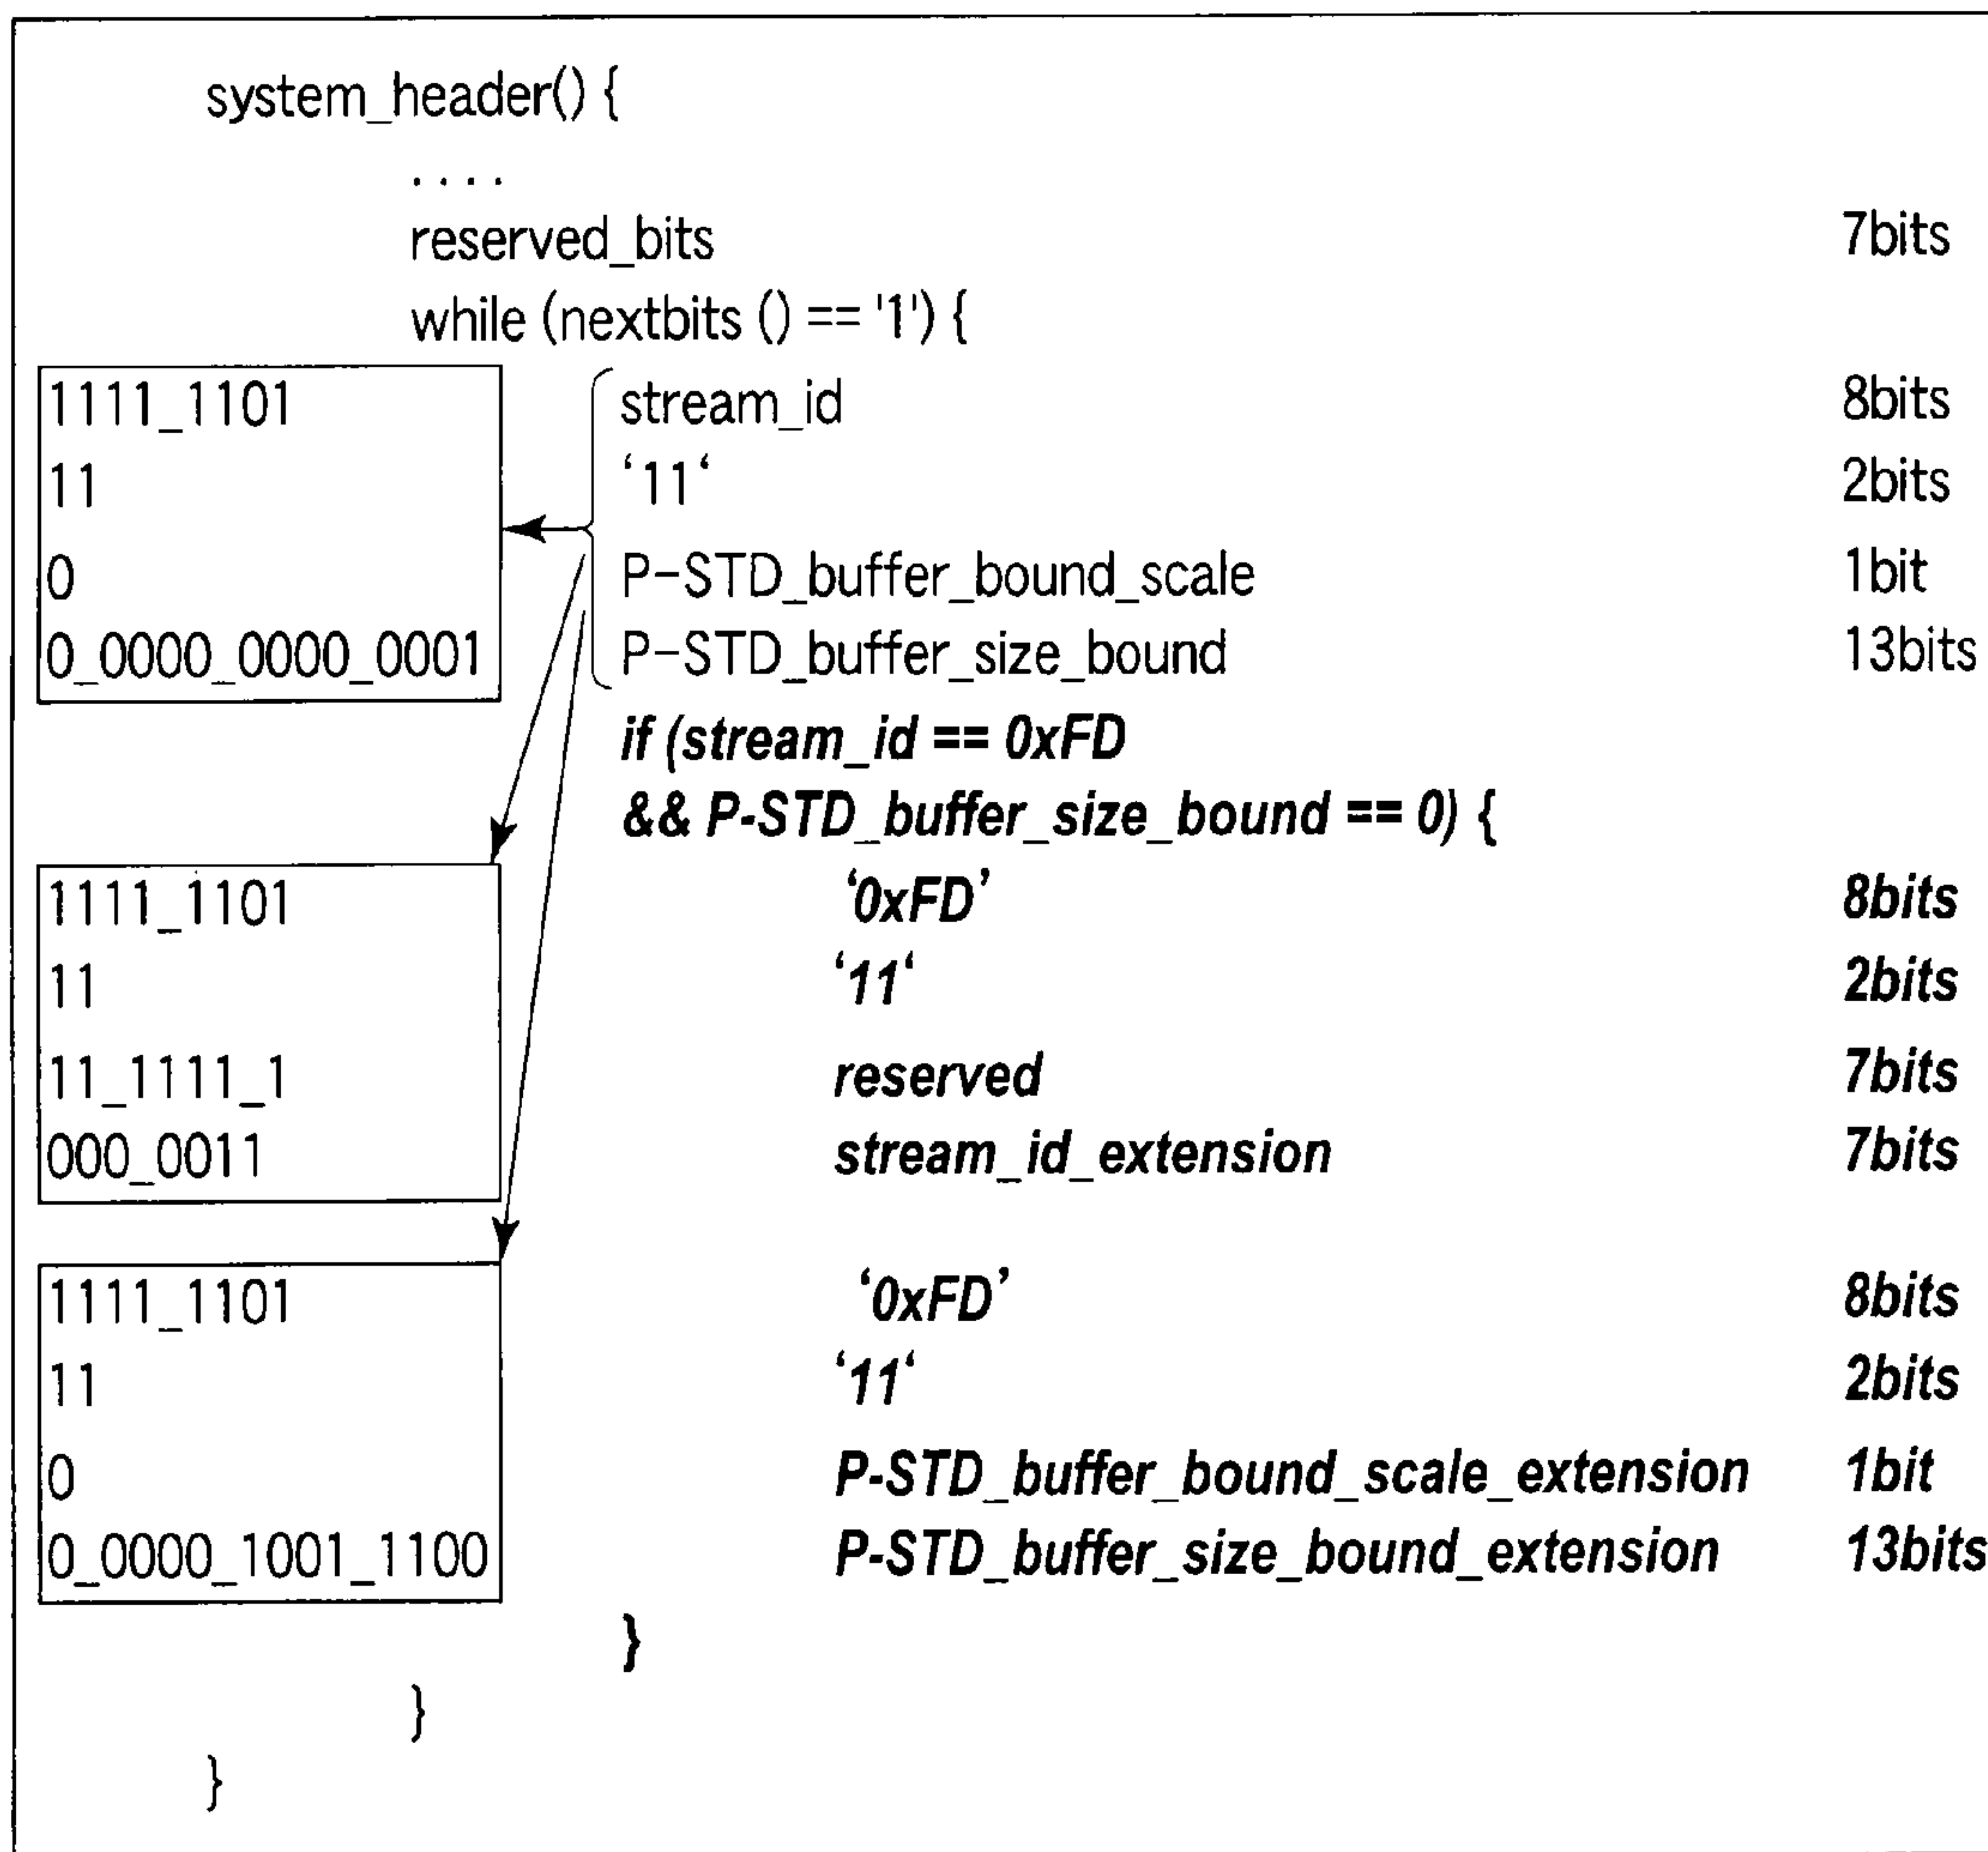 system_header() {
....
reserved_bits 7bits
while (nextbits () == '1') {
1111_1101 stream_id 8bits
11 ‘11‘ 2bits
0 P-STD_buffer_bound_scale 1bit
0_0000_0000_0001 P-STD_buffer_size_bound 13bits
if (stream_id == 0xFD
&& P-STD_buffer_size_bound == 0) {
1111_1101 ‘0xFD’ 8bits
11 ‘11‘ 2bits
11_1111_1 reserved 7bits
000_0011 stream_id_extension 7bits
1111_1101 ‘0xFD’ 8bits
11 ‘11‘ 2bits
0 P-STD_buffer_bound_scale_extension 1bit
0_0000_1001_1100 P-STD_buffer_size_bound_extension 13bits
}
}
}